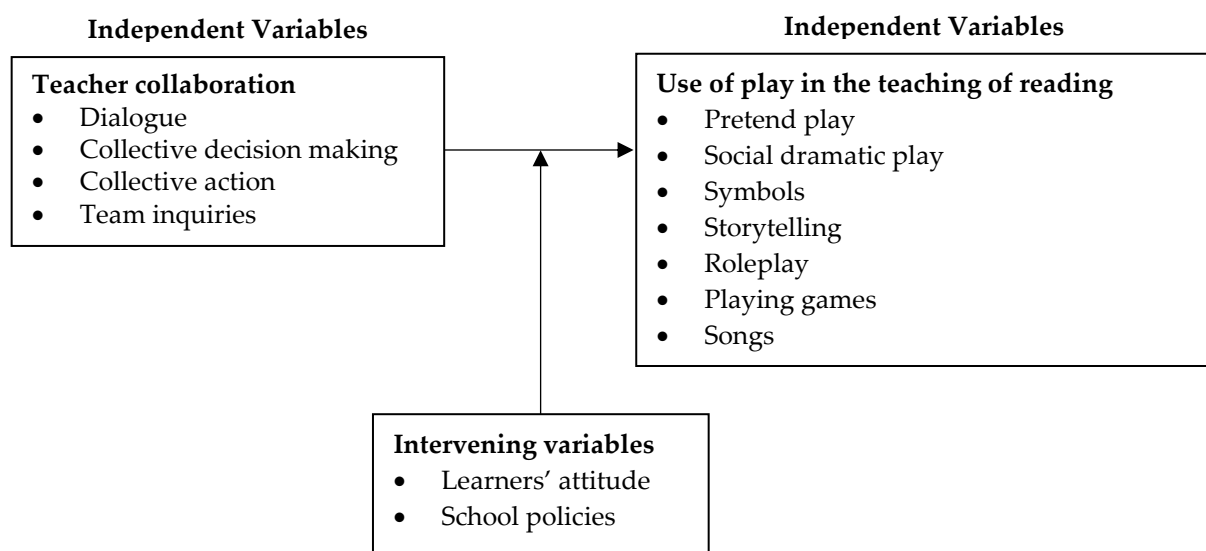 Independent Variables
Teacher collaboration
• Dialogue
• Collective decision making
• Collective action
• Team inquiries
Independent Variables
Use of play in the teaching of reading
• Pretend play
• Social dramatic play
• Symbols
• Storytelling
• Roleplay
• Playing games
• Songs
Intervening variables
• Learners’ attitude
• School policies